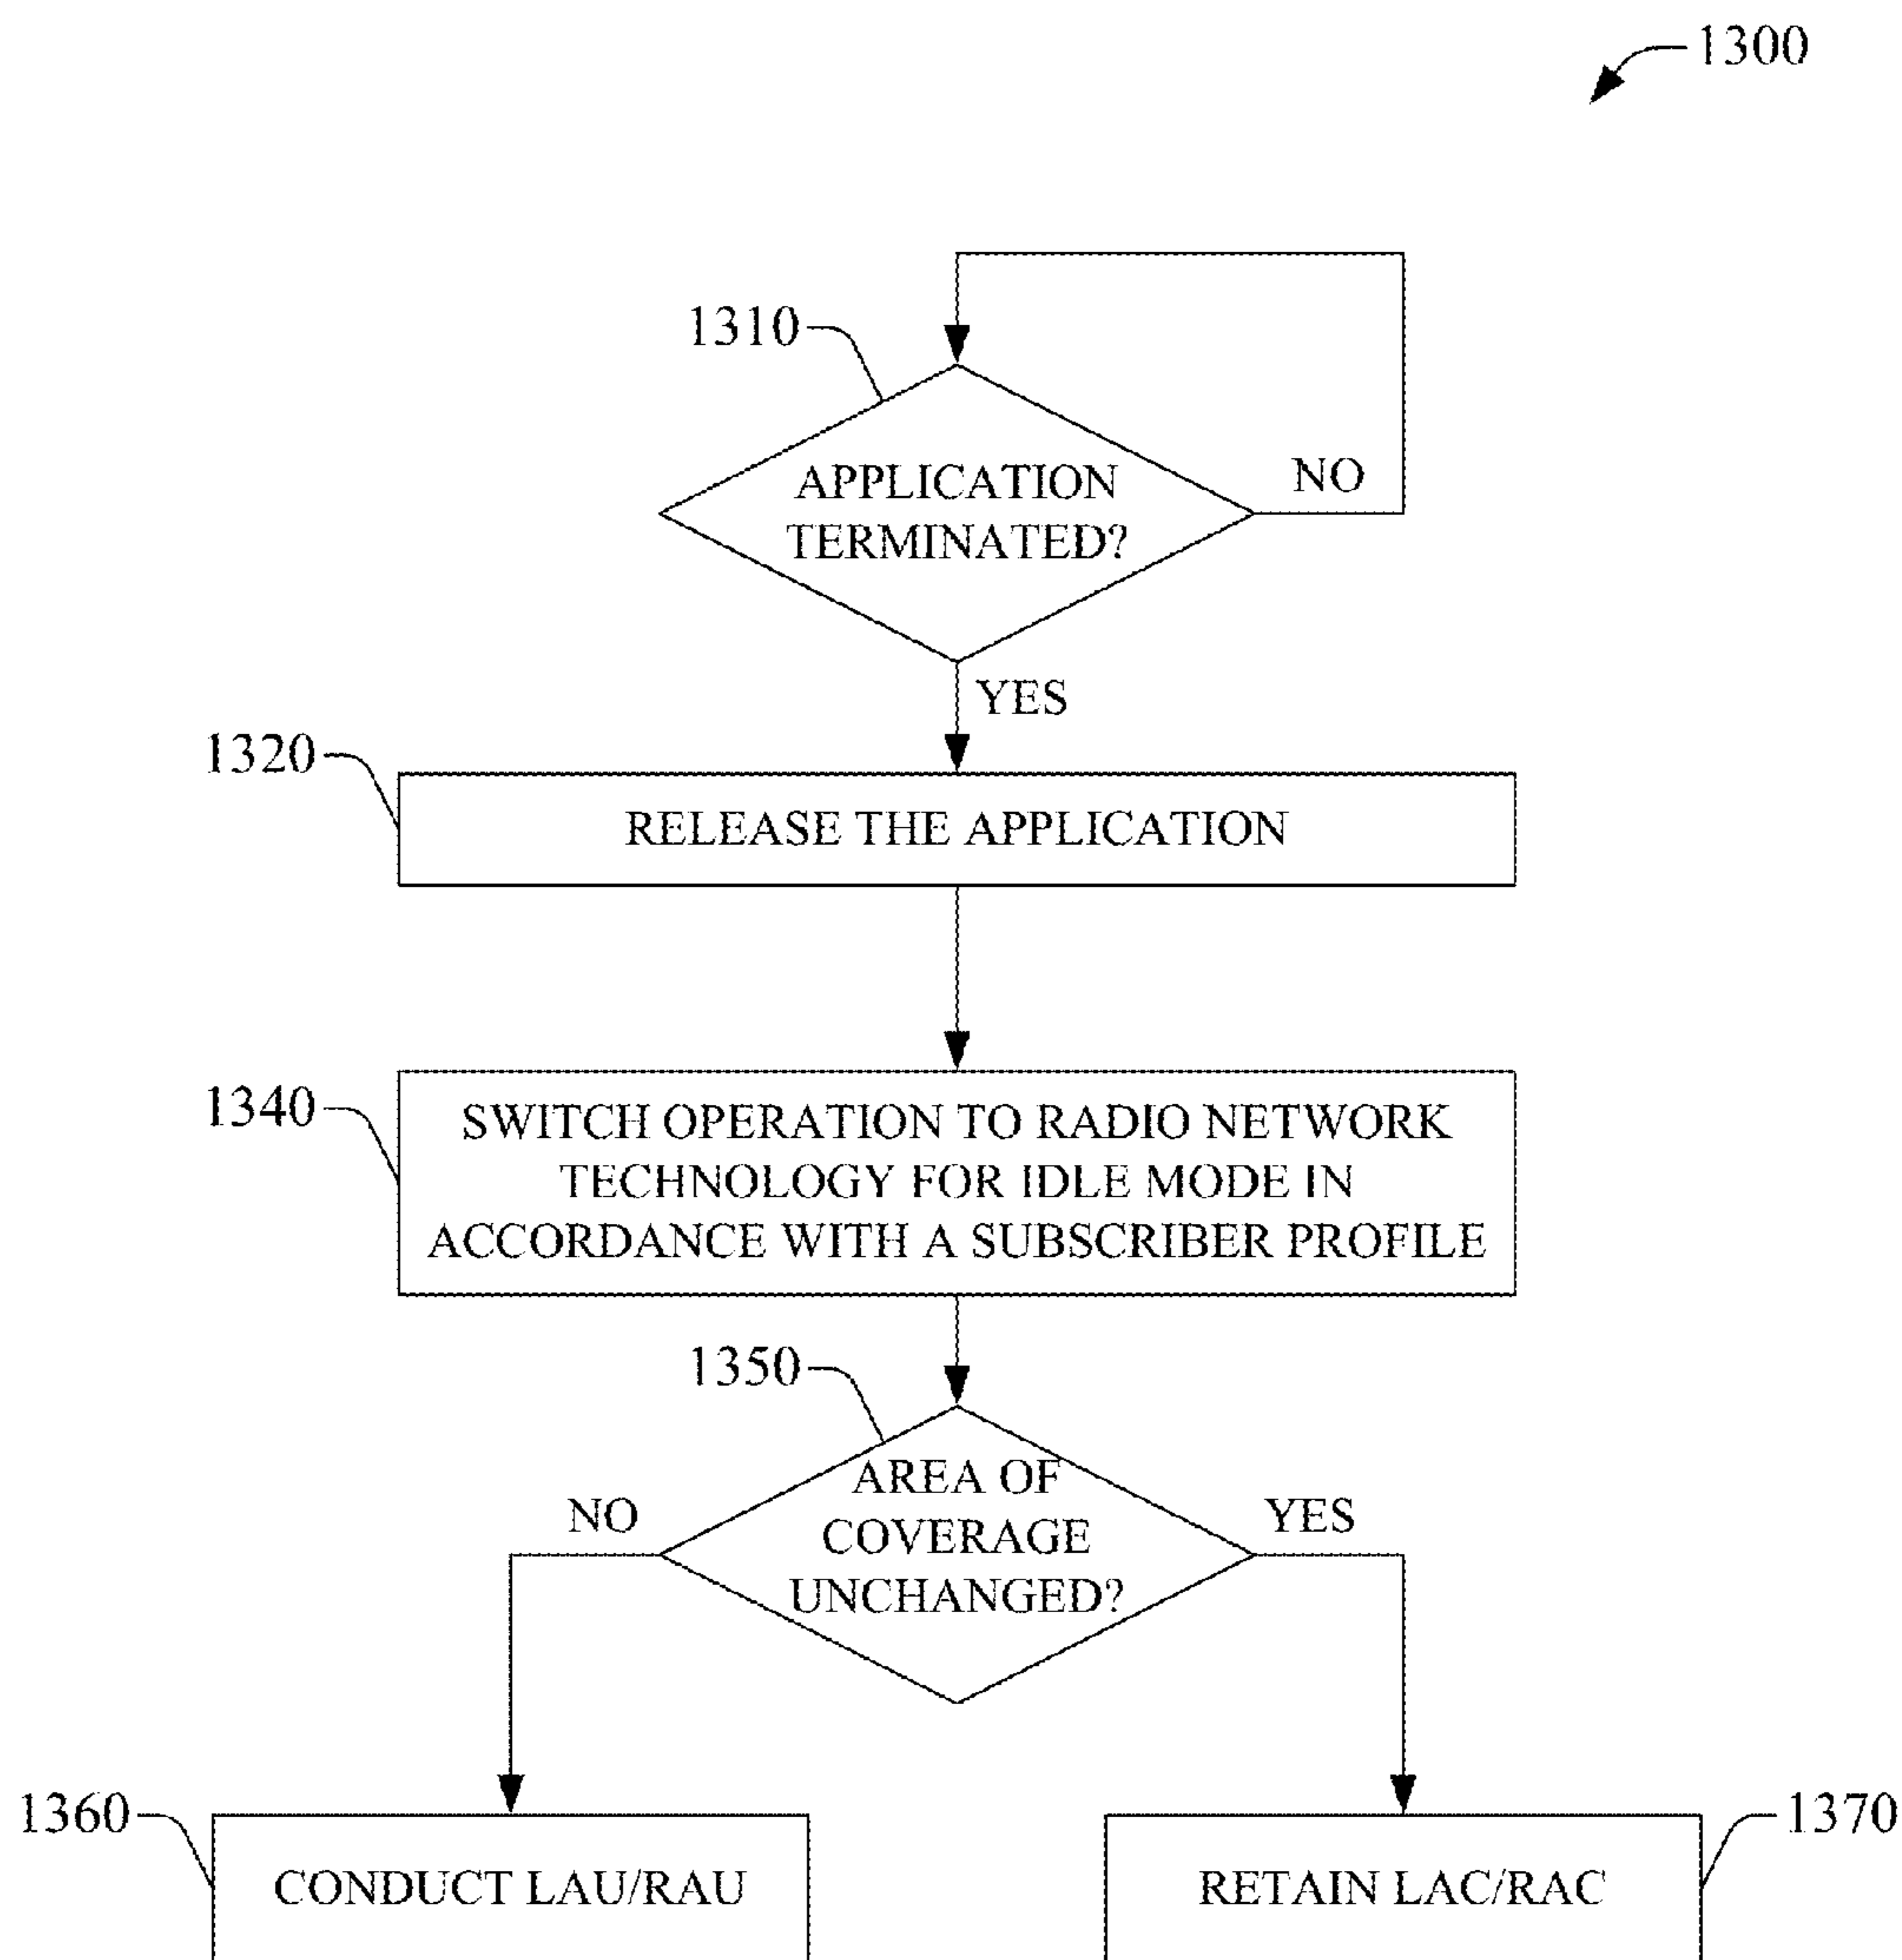 1300
1310
APPLICATION
TERMINATED?
NO
YES
1320
RELEASE THE APPLICATION
1340
SWITCH OPERATION TO RADIO NETWORK
TECHNOLOGY FOR IDLE MODE IN
ACCORDANCE WITH A SUBSCRIBER PROFILE
1350
AREA OF
COVERAGE
UNCHANGED?
NO
YES
1360
CONDUCT LAU/RAU
RETAIN LAC/RAC
1370